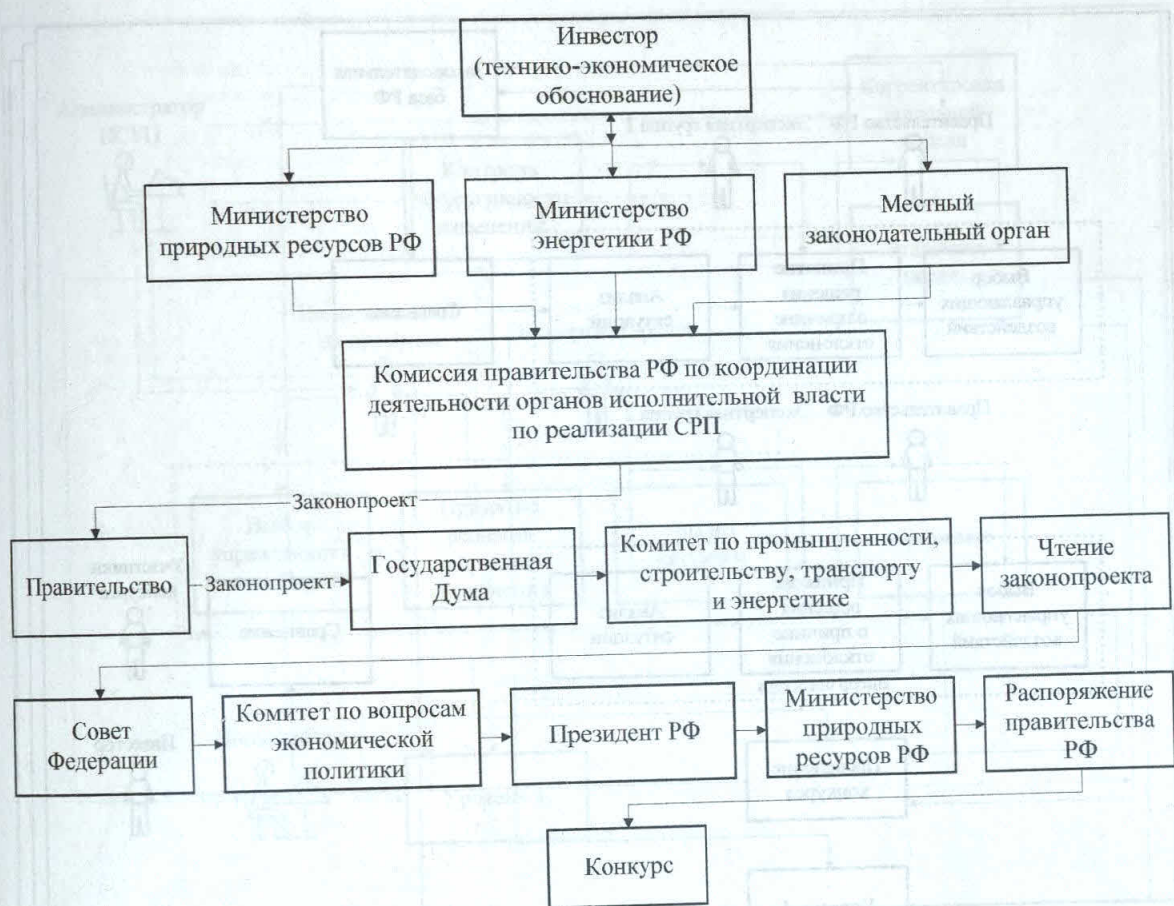 Инвестор
(технико-экономическое
обоснование)
Министерство
природных ресурсов РФ
Министерство
энергетики РФ
Местный
законодательный орган
Комиссия правительства РФ по координации
деятельности органов исполнительной власти
по реализации СРП
Законопроект
Правительство
Законопроект
Государственная
Дума
Комитет по промышленности,
строительству, транспорту
и энергетике
Чтение
законопроекта
Совет
Федерации
Комитет по вопросам
экономической
политики
Президент РФ
Министерство
природных
ресурсов РФ
Распоряжение
правительства
РФ
Конкурс